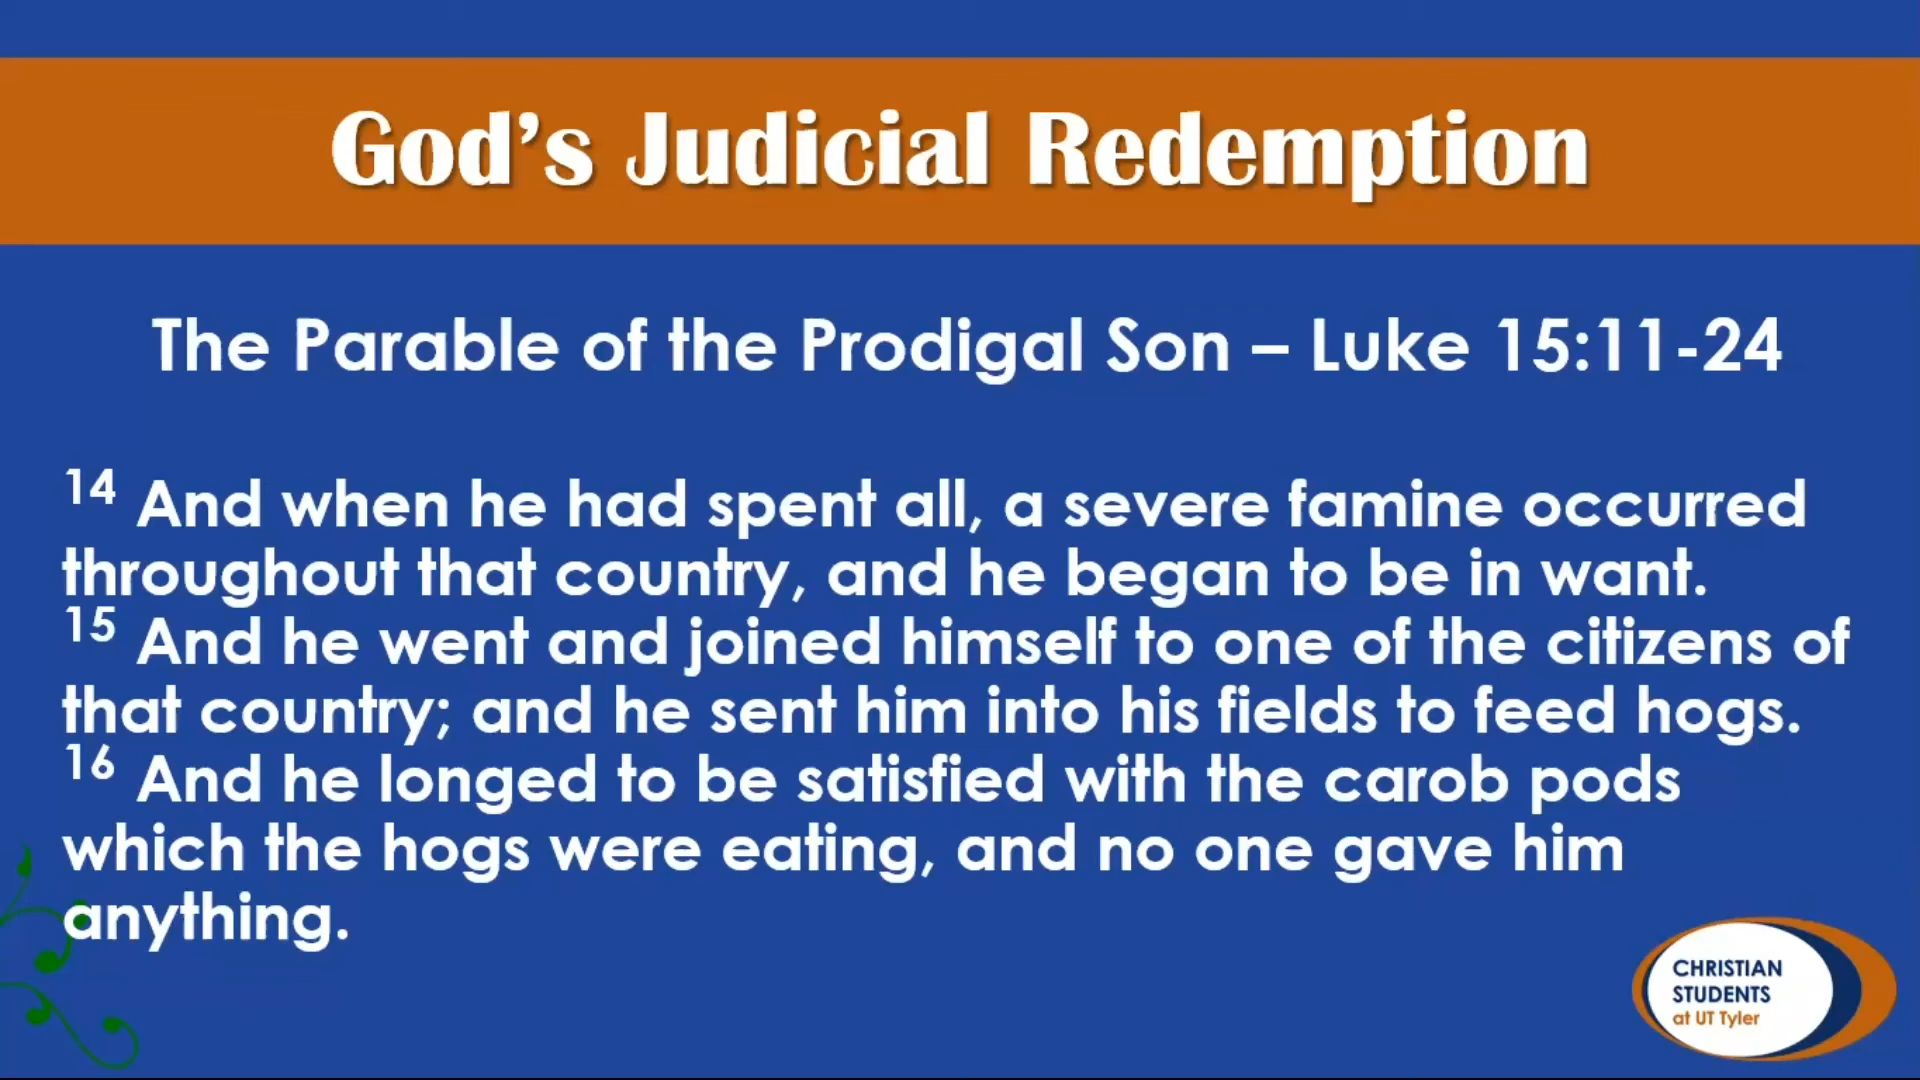 God’s Judicial Redemption
The Parable of the Prodigal Son – Luke 15:11-24
14 And when he had spent all, a severe famine occurred
throughout that country, and he began to be in want.
15 And he went and joined himself to one of the citizens of
that country; and he sent him into his fields to feed hogs.
16 And he longed to be satisfied with the carob pods
which the hogs were eating, and no one gave him
anything.
CHRISTIAN
STUDENTS
at UT Tyler